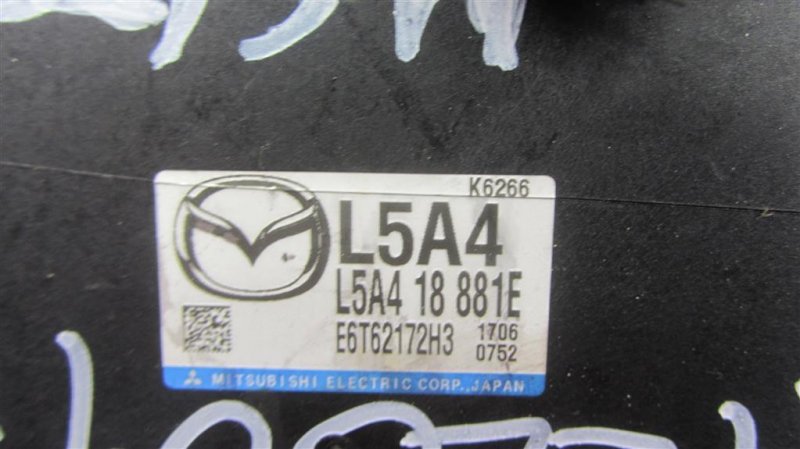 K6266
L5A4
L5A4 18 881E
E6T62172H3 1706
0752
MITSUBISHI ELECTRIC CORP.,JAPAN